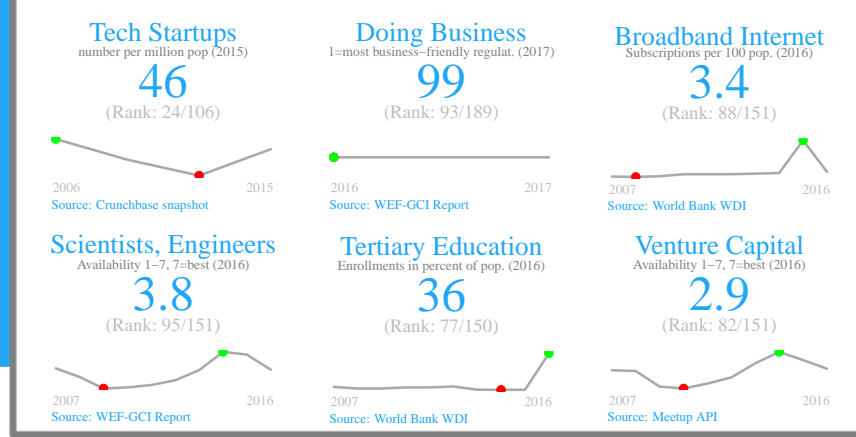 Tech Startups
number per million pop (2015)
46
(Rank: 24/106)
2006 2015
Source: Crunchbase snapshot
Doing Business
1=most business−friendly regulat. (2017)
99
(Rank: 93/189)
2016 2017
Source: WEF-GCI Report
Broadband Internet
Subscriptions per 100 pop. (2016)
3.4
(Rank: 88/151)
2007 2016
Source: World Bank WDI
Scientists, Engineers
Availability 1−7, 7=best (2016)
3.8
(Rank: 95/151)
2007 2016
Source: WEF-GCI Report
Tertiary Education
Enrollments in percent of pop. (2016)
36
(Rank: 77/150)
2007 2016
Source: World Bank WDI
Venture Capital
Availability 1−7, 7=best (2016)
2.9
(Rank: 82/151)
2007 2016
Source: Meetup API